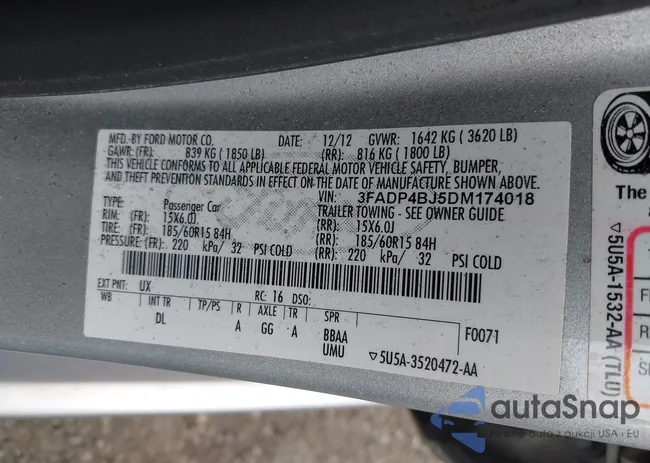 MFD. BY FORD MOTOR CO. DATE: 12/12 GVWR: 1642 KG ( 3620 LB)
GAWR: (FR): 839 KG ( 1850 LB) (RR): 816 KG ( 1800 LB)
THIS VEHICLE CONFORMS TO ALL APPLICABLE FEDERAL MOTOR VEHICLE SAFETY, BUMPER,
AND THEFT PREVENTION STANDARDS IN EFFECT ON THE DATE OF MANUFACTURE SHOWN ABOVE.
VIN: 3FADP4BJ5DM174018
TYPE: Passenger Car TRAILER TOWING - SEE OWNER GUIDE
RIM: (FR): 15X6.0J (RR): 15X6.0J
TIRE: (FR): 185/60R15 84H (RR): 185/60R15 84H
PRESSURE: (FR): 220 kPa/ 32 PSI COLD (RR): 220 kPa/ 32 PSI COLD
EXT PNT: UX RC: 16 DSO:
WB INT TR TP/PS R AXLE TR SPR F0071
DL A GG A BBAA
UMU ▽5U5A-3520472-AA
The
▽5U5A-1532-AA (TLU)
T
F
R
autoSnap
kliewne auto z aukcji USA i EU